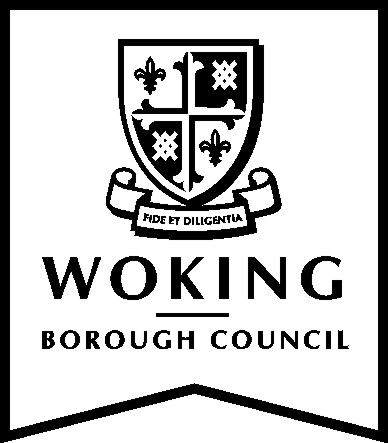 FIDE ET DILIGENTIA
WOKING
BOROUGH COUNCIL